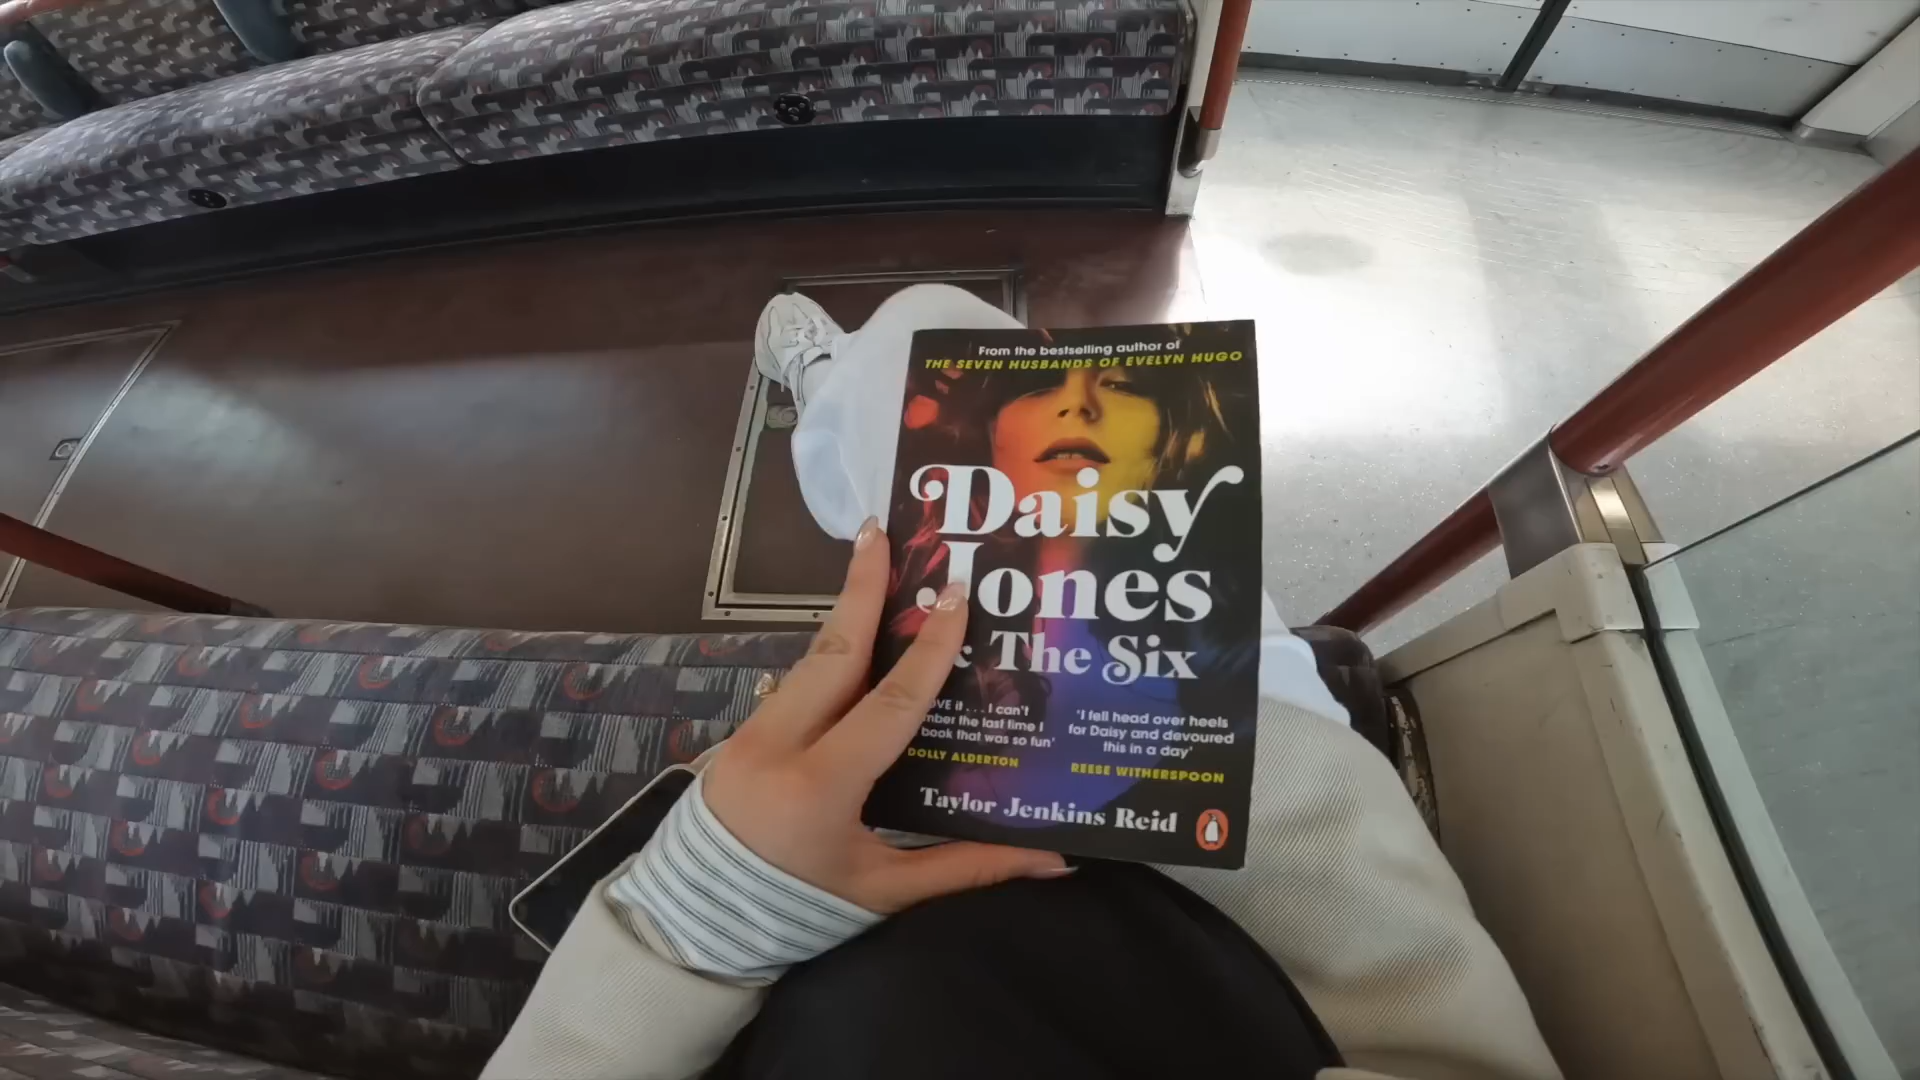 From the bestselling author of
THE SEVEN HUSBANDS OF EVELYN HUGO
Daisy
Jones
& The Six
it . . . I can't
the last time I
book that was so fun'
DOLLY ALDERTON
'I fell head over heels
for Daisy and devoured
this in a day'
REESE WITHERSPOON
Taylor Jenkins Reid